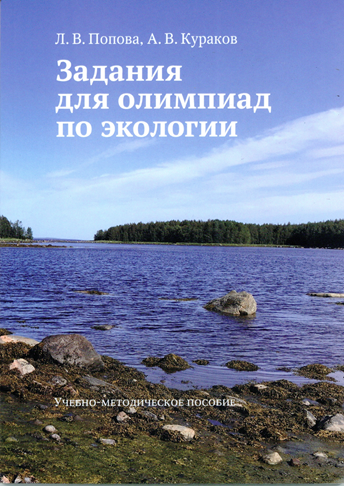 Л. В. Попова, А. В. Кураков
Задания
для олимпиад
по экологии
Учебно-методическое пособие